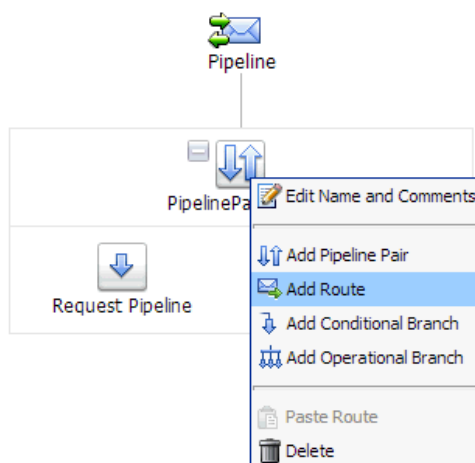 Pipeline
PipelinePa
Edit Name and Comments
Add Pipeline Pair
Add Route
Request Pipeline
Add Conditional Branch
Add Operational Branch
Paste Route
Delete